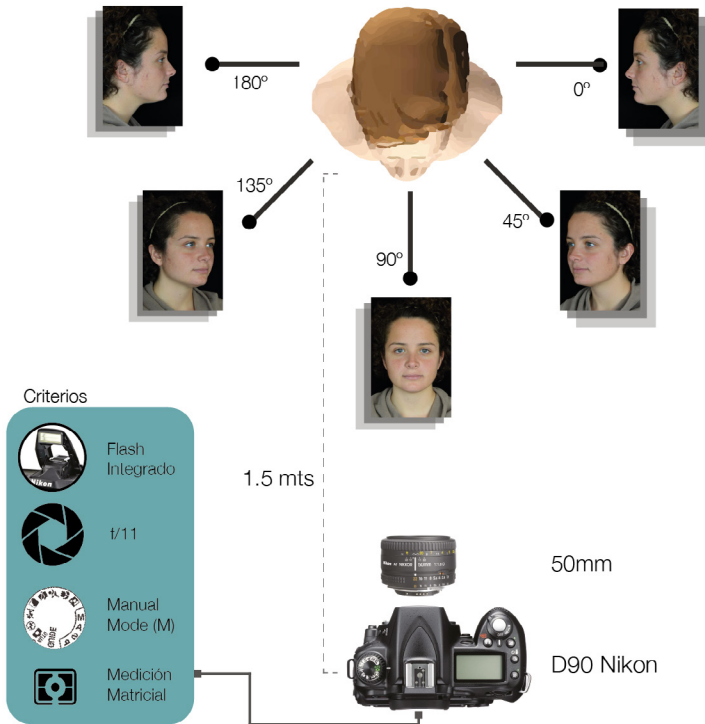 180º
0º
135º
45º
90º
Criterios
Flash
Integrado
Nikon
f/11
1.5 mts
50mm
Manual
Mode (M)
D90 Nikon
Medición
Matricial